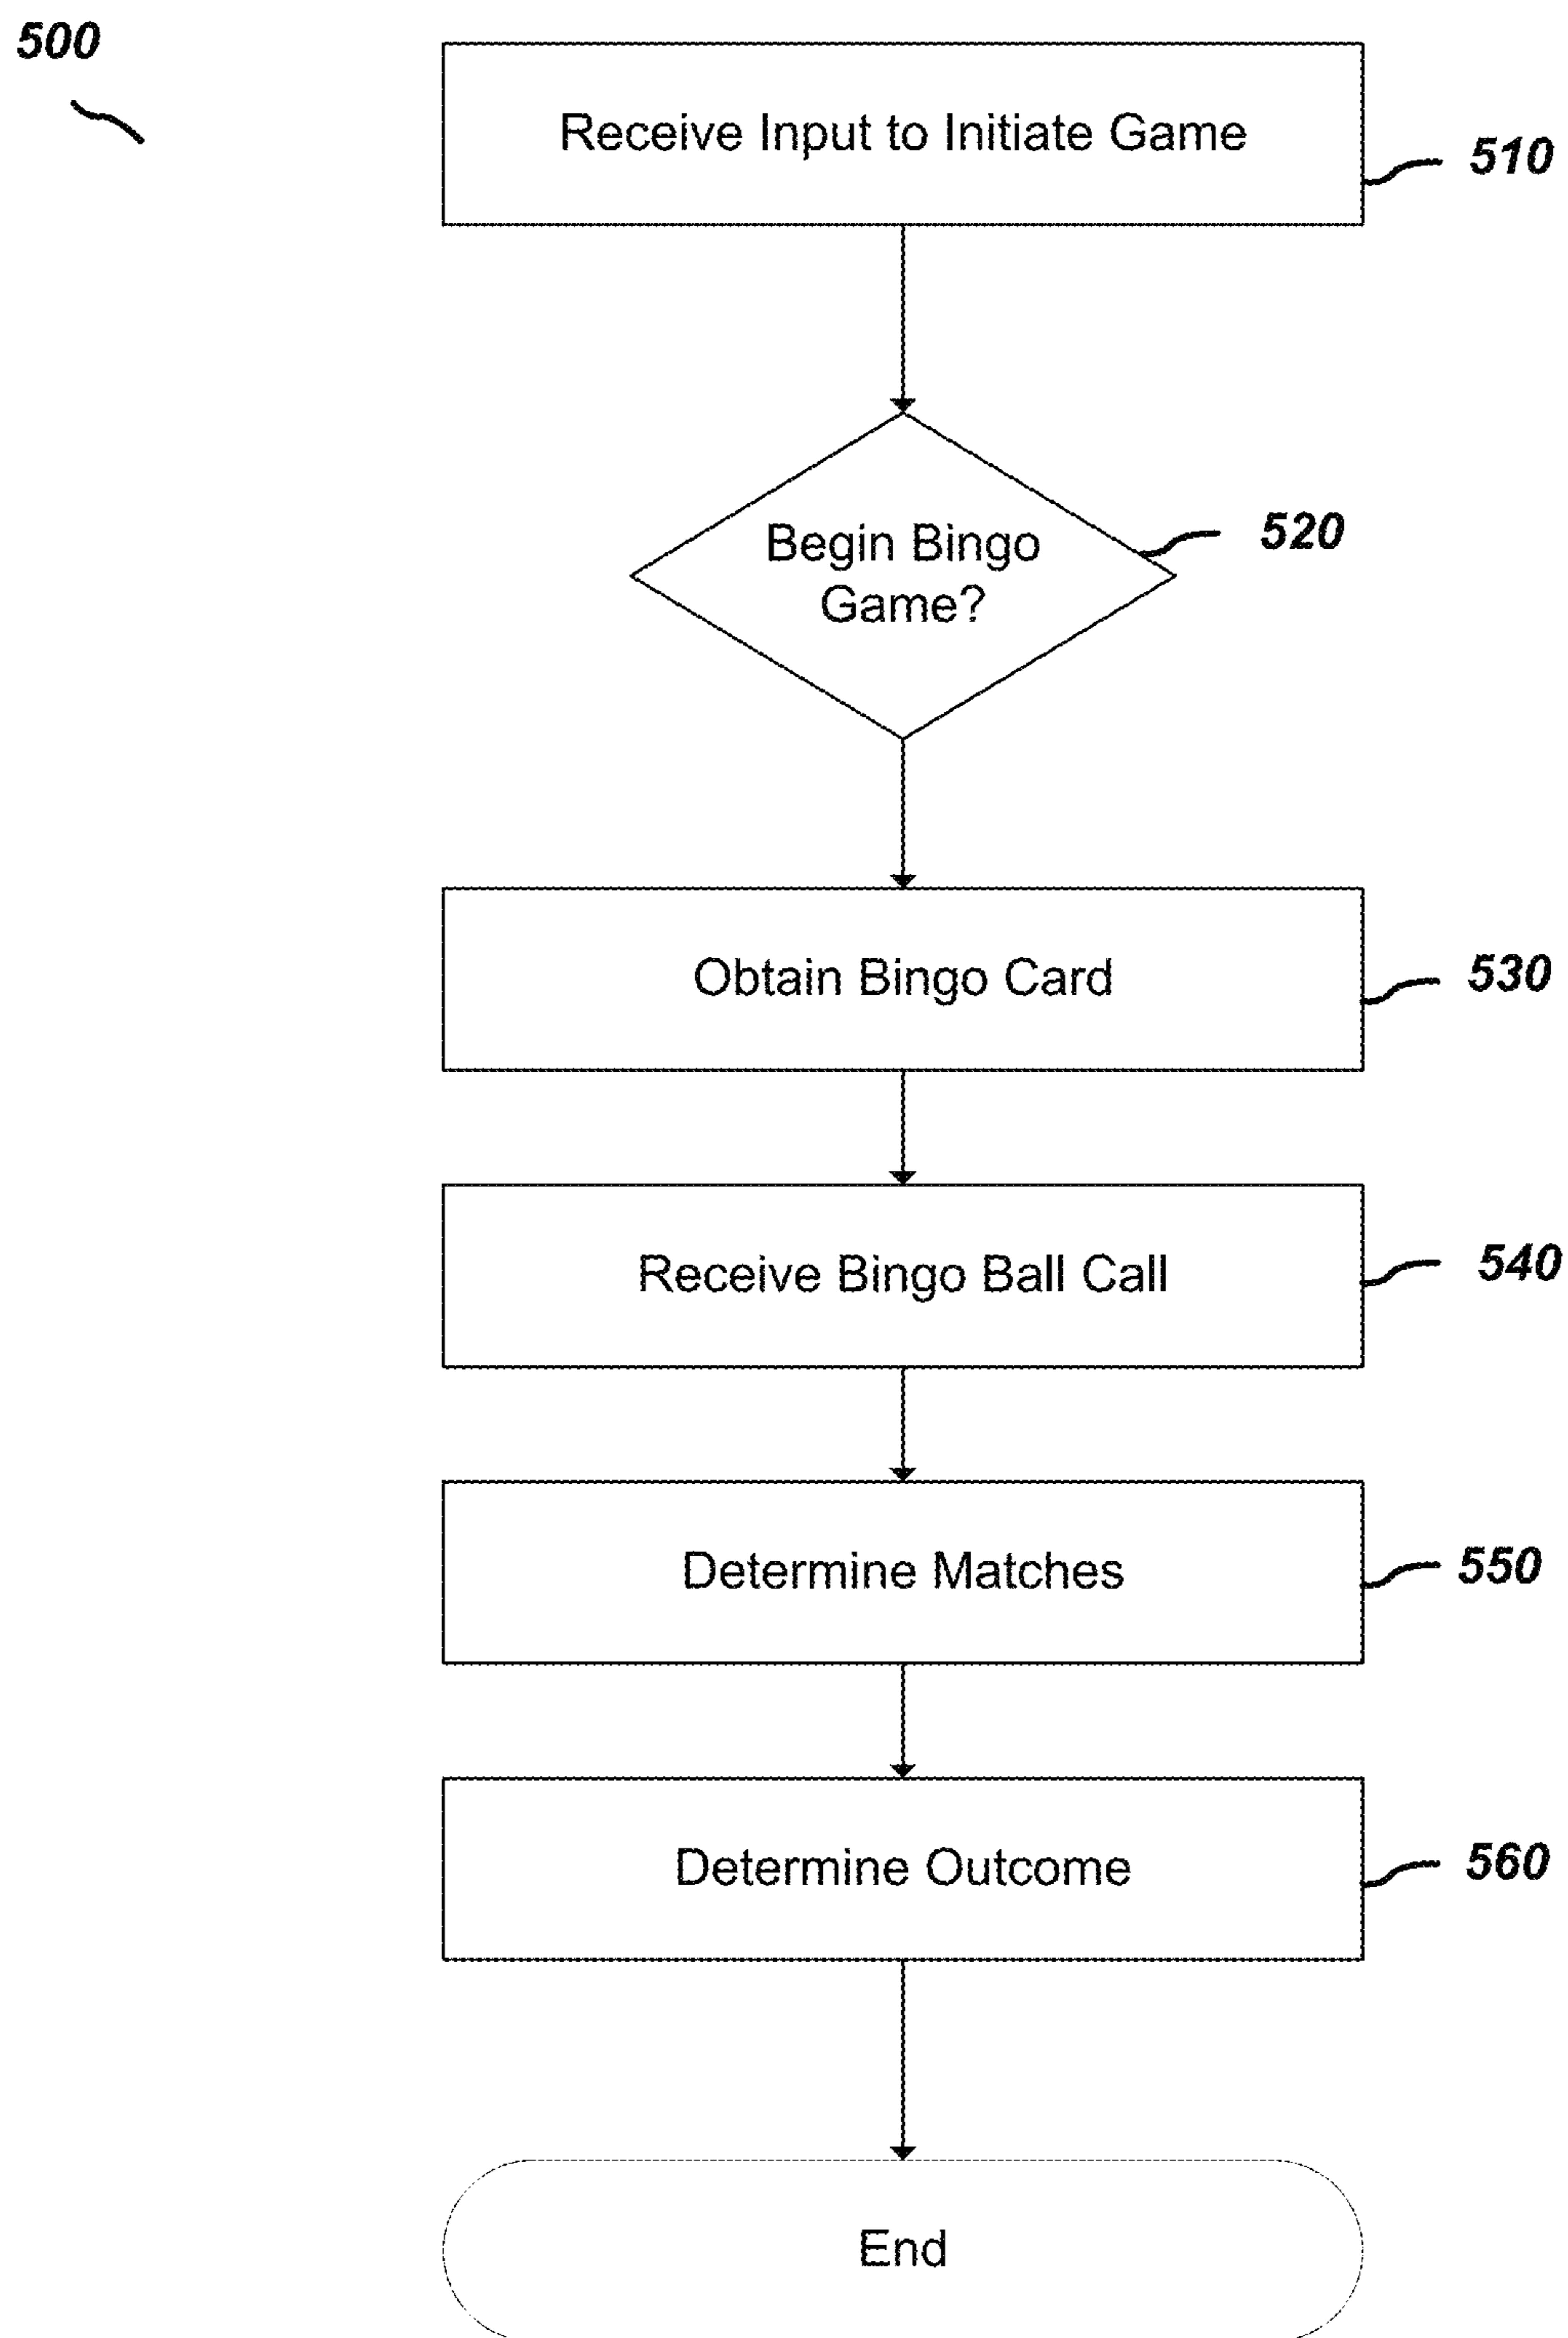 500
Receive Input to Initiate Game
510
Begin Bingo
Game?
520
Obtain Bingo Card
530
Receive Bingo Ball Call
540
Determine Matches
550
Determine Outcome
560
End